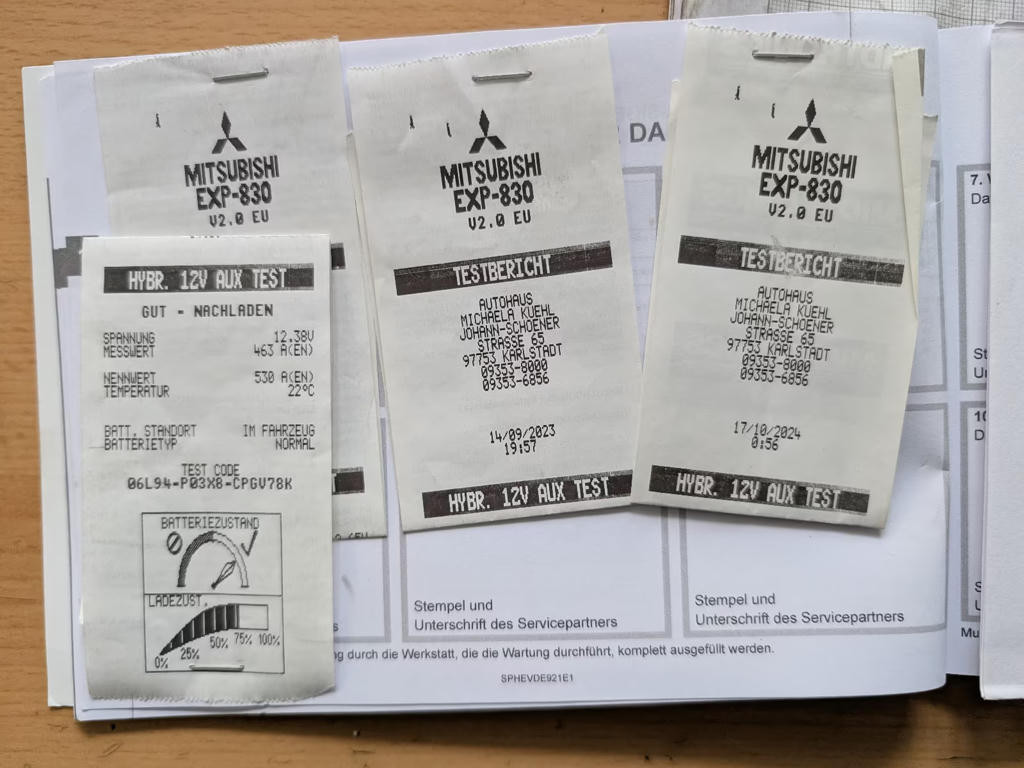 MITSUBISHI
EXP-830
V2.0 EU
HYBR. 12V AUX TEST
GUT - NACHLADEN
SPANNUNG 12.38V
MESSWERT 463 A(EN)
NENNWERT 530 A(EN)
TEMPERATUR 22°C
BATT. STANDORT IM FAHRZEUG
BATTERIETYP NORMAL
TEST CODE
06L94-P03X8-CPGV78K
BATTERIEZUSTAND
LADEZUST.
0% 25% 50% 75% 100%
MITSUBISHI
EXP-830
V2.0 EU
TESTBERICHT
AUTOHAUS
MICHAELA KUEHL
JOHANN-SCHOENER
STRASSE 65
97753 KARLSTADT
09353-8000
09353-6856
14/09/2023
19:57
HYBR. 12V AUX TEST
MITSUBISHI
EXP-830
V2.0 EU
TESTBERICHT
AUTOHAUS
MICHAELA KUEHL
JOHANN-SCHOENER
STRASSE 65
97753 KARLSTADT
09353-8000
09353-6856
17/10/2024
0:56
HYBR. 12V AUX TEST
DA
7.
Da
St
10
D
Stempel und
Unterschrift des Servicepartners
Stempel und
Unterschrift des Servicepartners
durch die Werkstatt, die die Wartung durchführt, komplett ausgefüllt werden.
SPHEVDE921E1